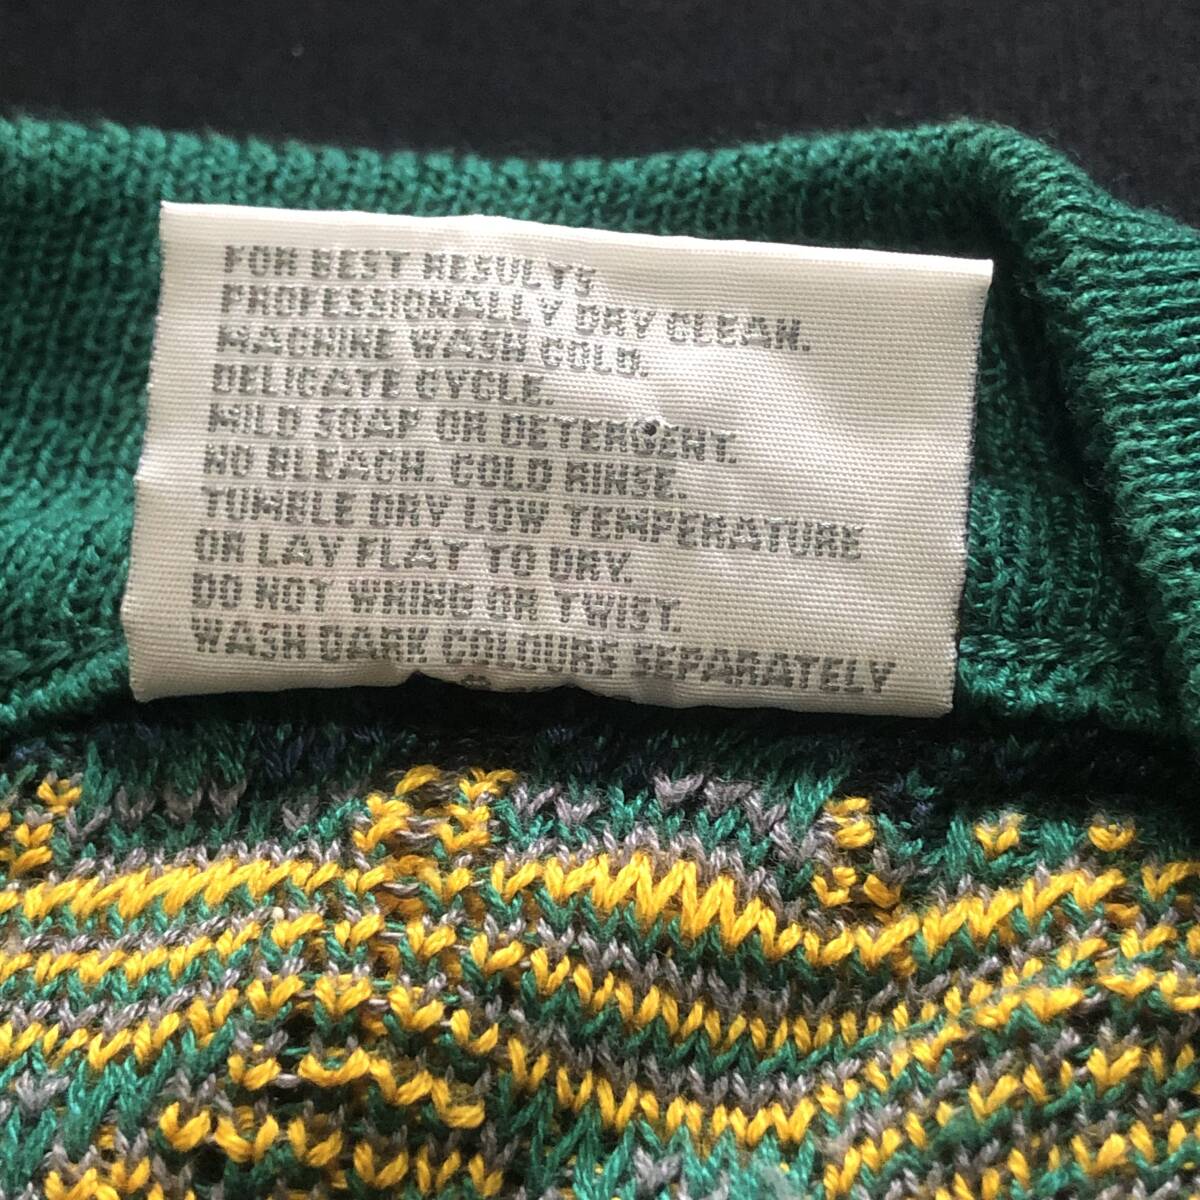 FOR BEST RESULTS
PROFESSIONALLY DRY CLEAN.
MACHINE WASH COLD.
DELICATE CYCLE.
MILD SOAP OR DETERGENT.
NO BLEACH. COLD RINSE.
TUMBLE DRY LOW TEMPERATURE
OR LAY FLAT TO DRY.
DO NOT WRING OR TWIST.
WASH DARK COLOURS SEPARATELY